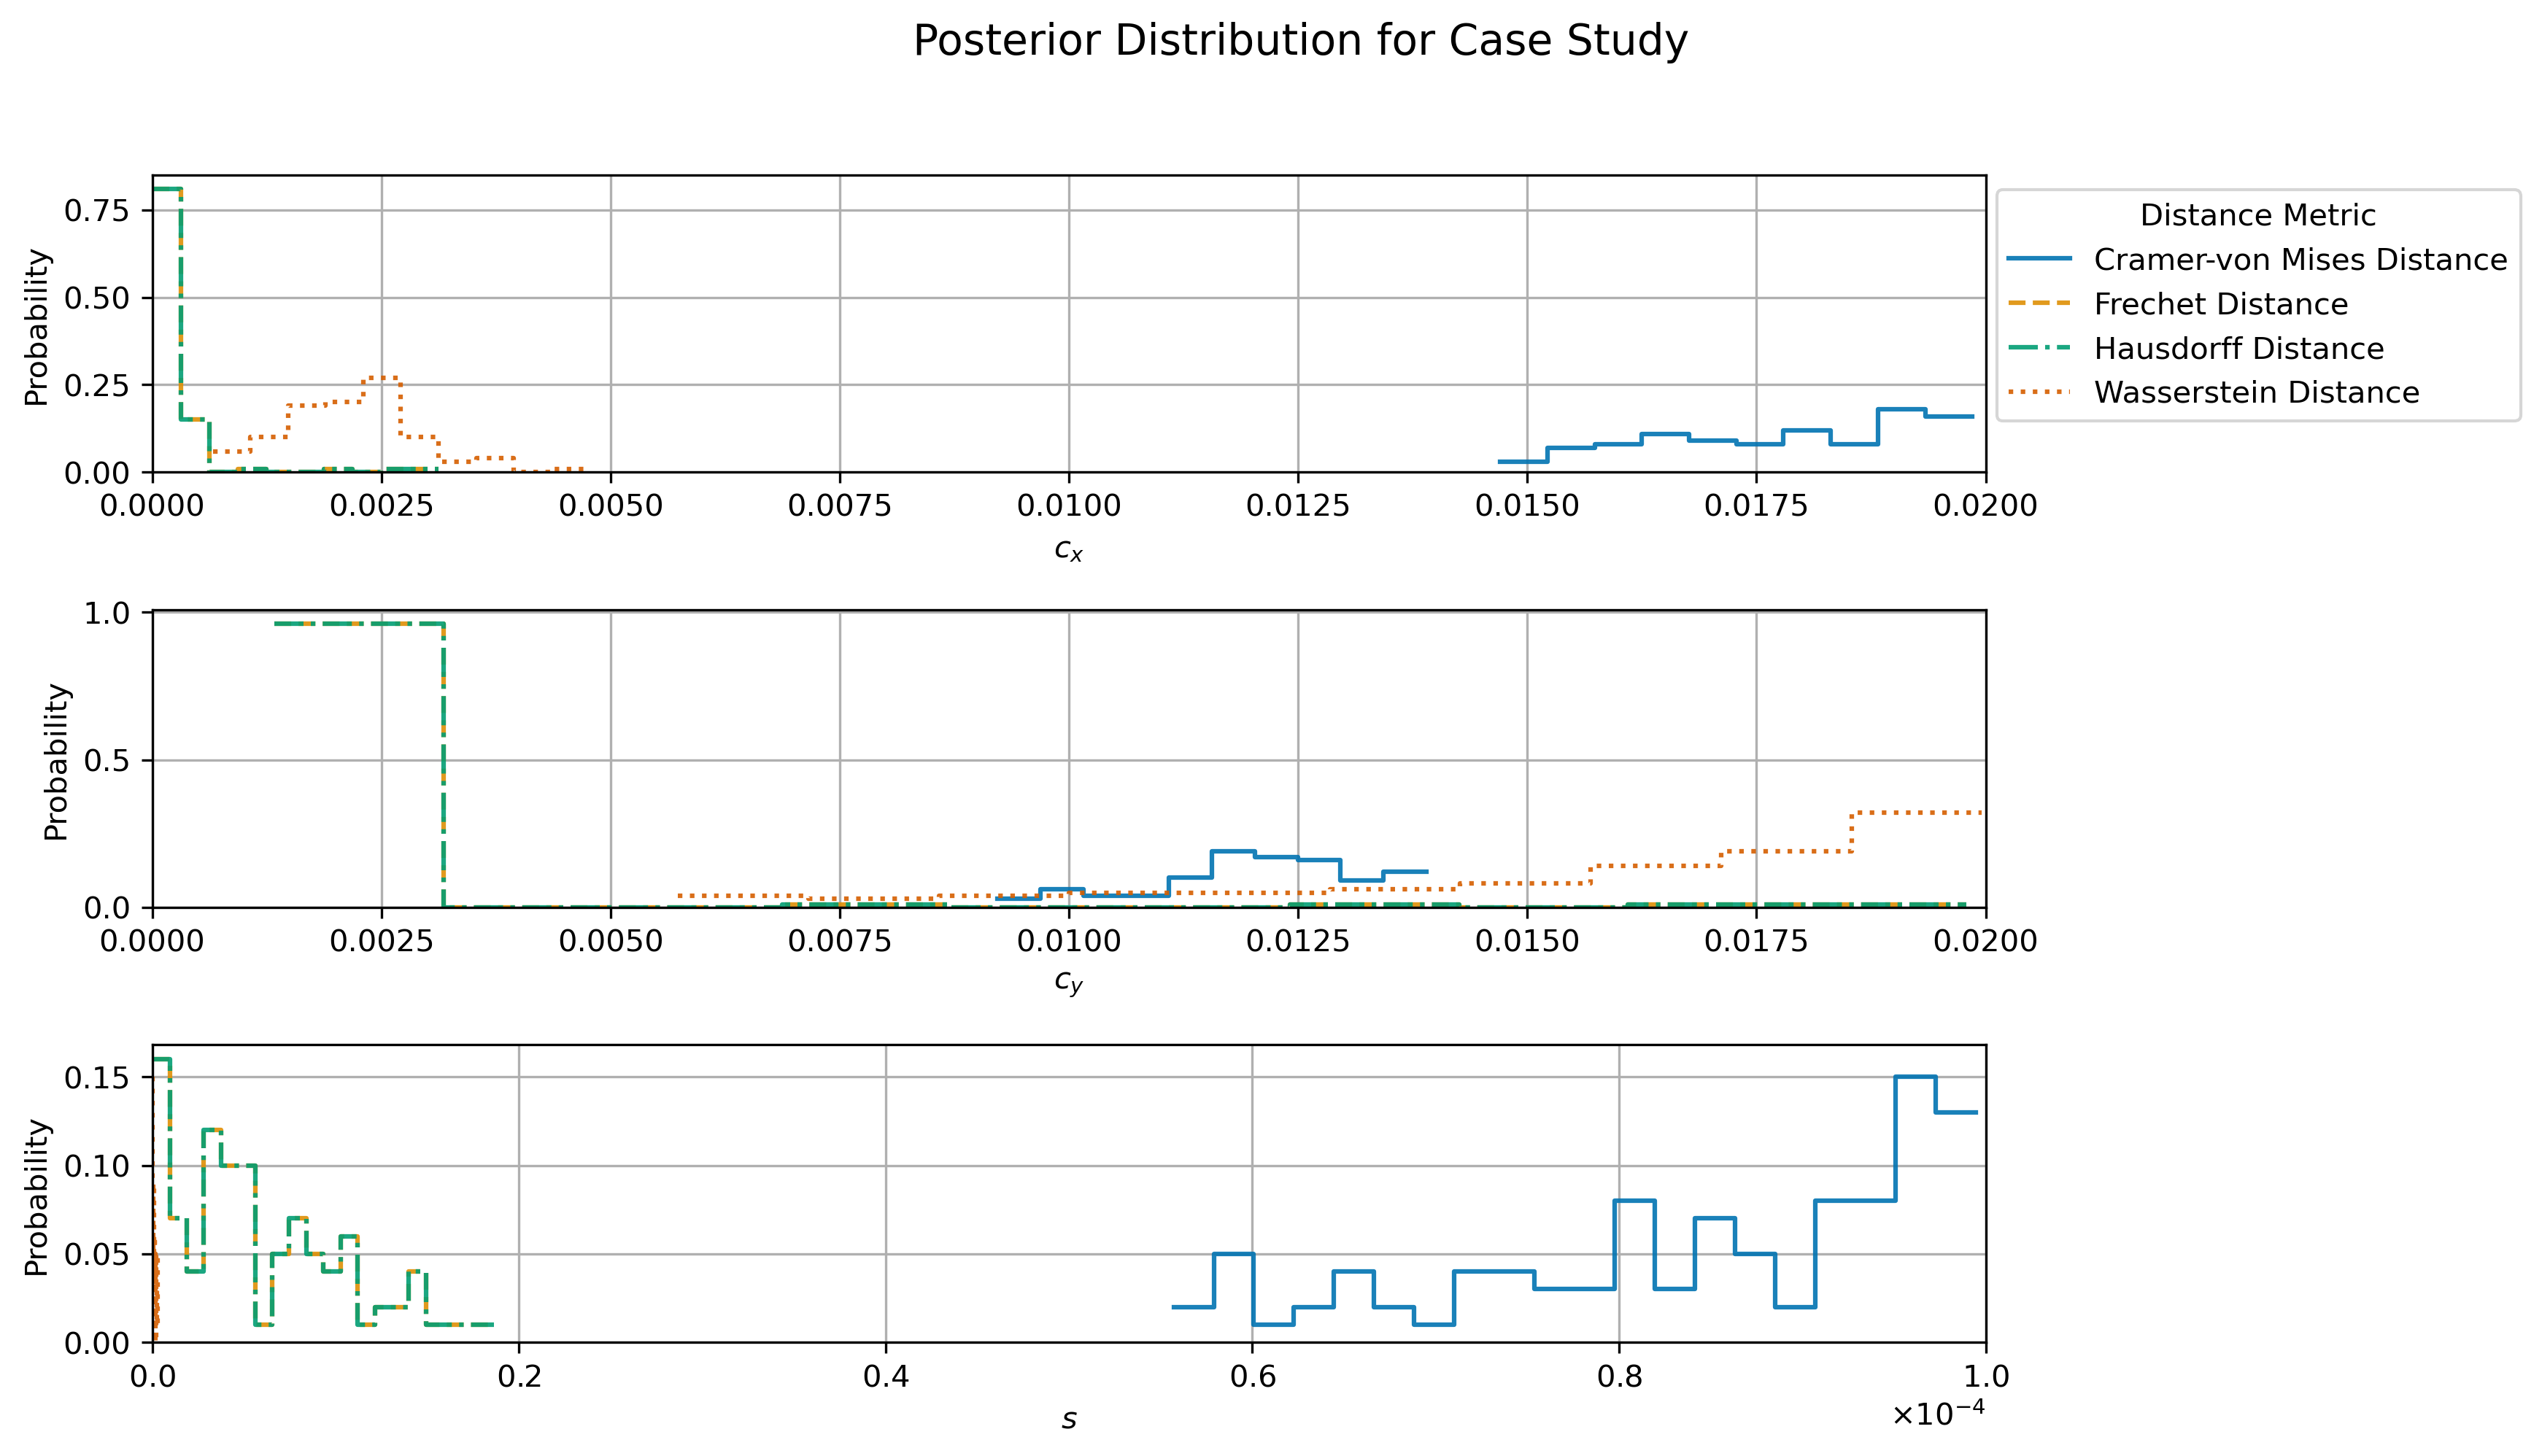 Posterior Distribution for Case Study
Probability
0.75
0.50
0.25
0.00
0.0000 0.0025 0.0050 0.0075 0.0100 0.0125 0.0150 0.0175 0.0200
c_x
Distance Metric
Cramer-von Mises Distance
Frechet Distance
Hausdorff Distance
Wasserstein Distance
Probability
1.0
0.5
0.0
0.0000 0.0025 0.0050 0.0075 0.0100 0.0125 0.0150 0.0175 0.0200
c_y
Probability
0.15
0.10
0.05
0.00
0.0 0.2 0.4 0.6 0.8 1.0
×10⁻⁴
s